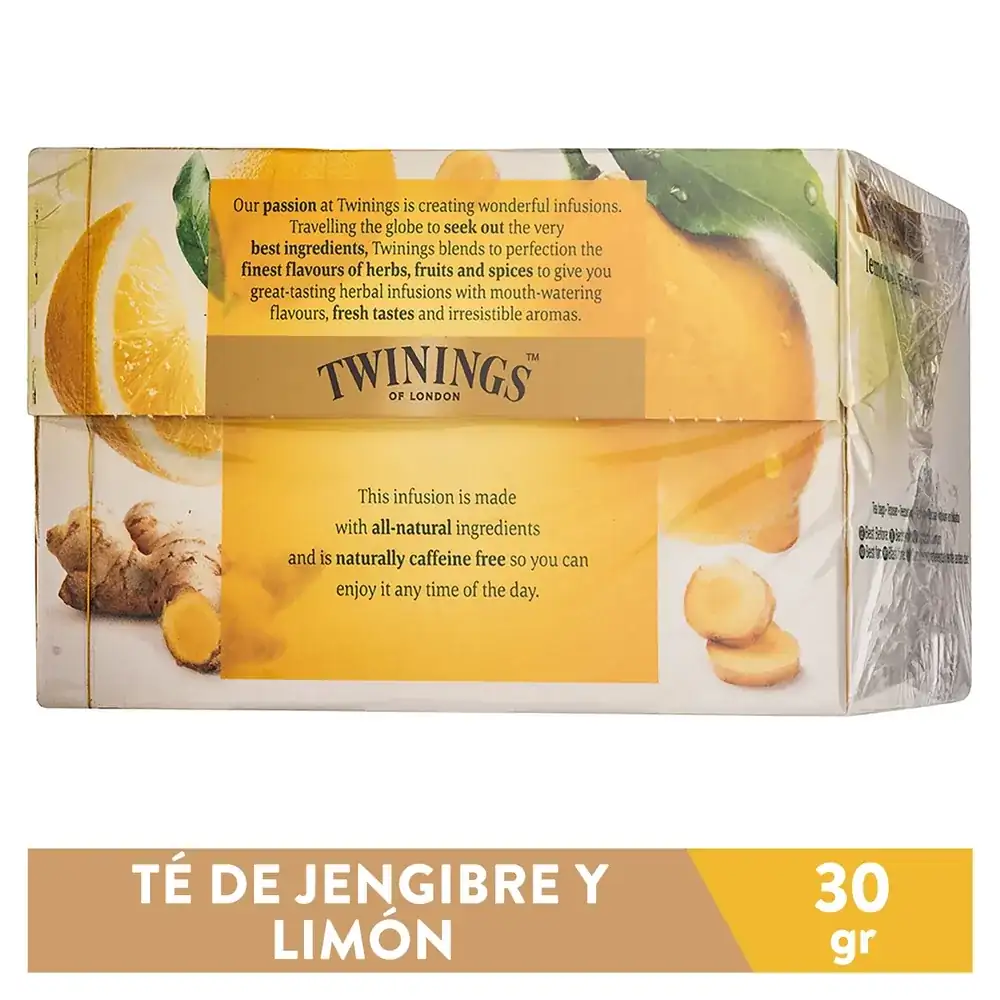 Our passion at Twinings is creating wonderful infusions.
Travelling the globe to seek out the very
best ingredients, Twinings blends to perfection the
finest flavours of herbs, fruits and spices to give you
great-tasting herbal infusions with mouth-watering
flavours, fresh tastes and irresistible aromas.
TWININGS™
OF LONDON
This infusion is made
with all-natural ingredients
and is naturally caffeine free so you can
enjoy it any time of the day.
Best Before
TÉ DE JENGIBRE Y
LIMÓN
30
gr